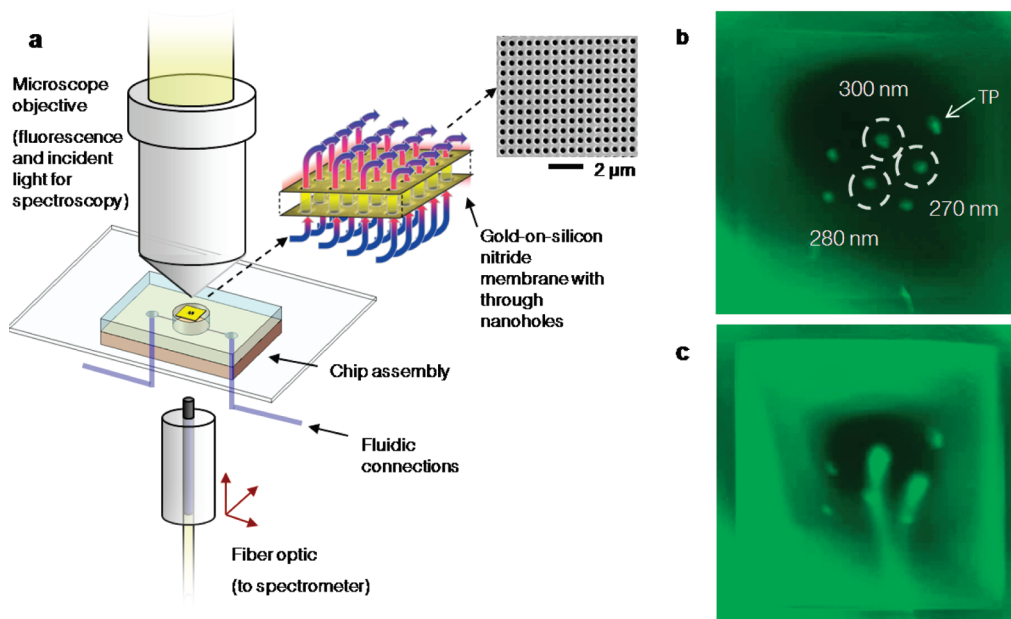 a
Microscope
objective
(fluorescence
and incident
light for
spectroscopy)
2 µm
Gold-on-silicon
nitride
membrane with
through
nanoholes
Chip assembly
Fluidic
connections
Fiber optic
(to spectrometer)
b
300 nm
TP
270 nm
280 nm
c